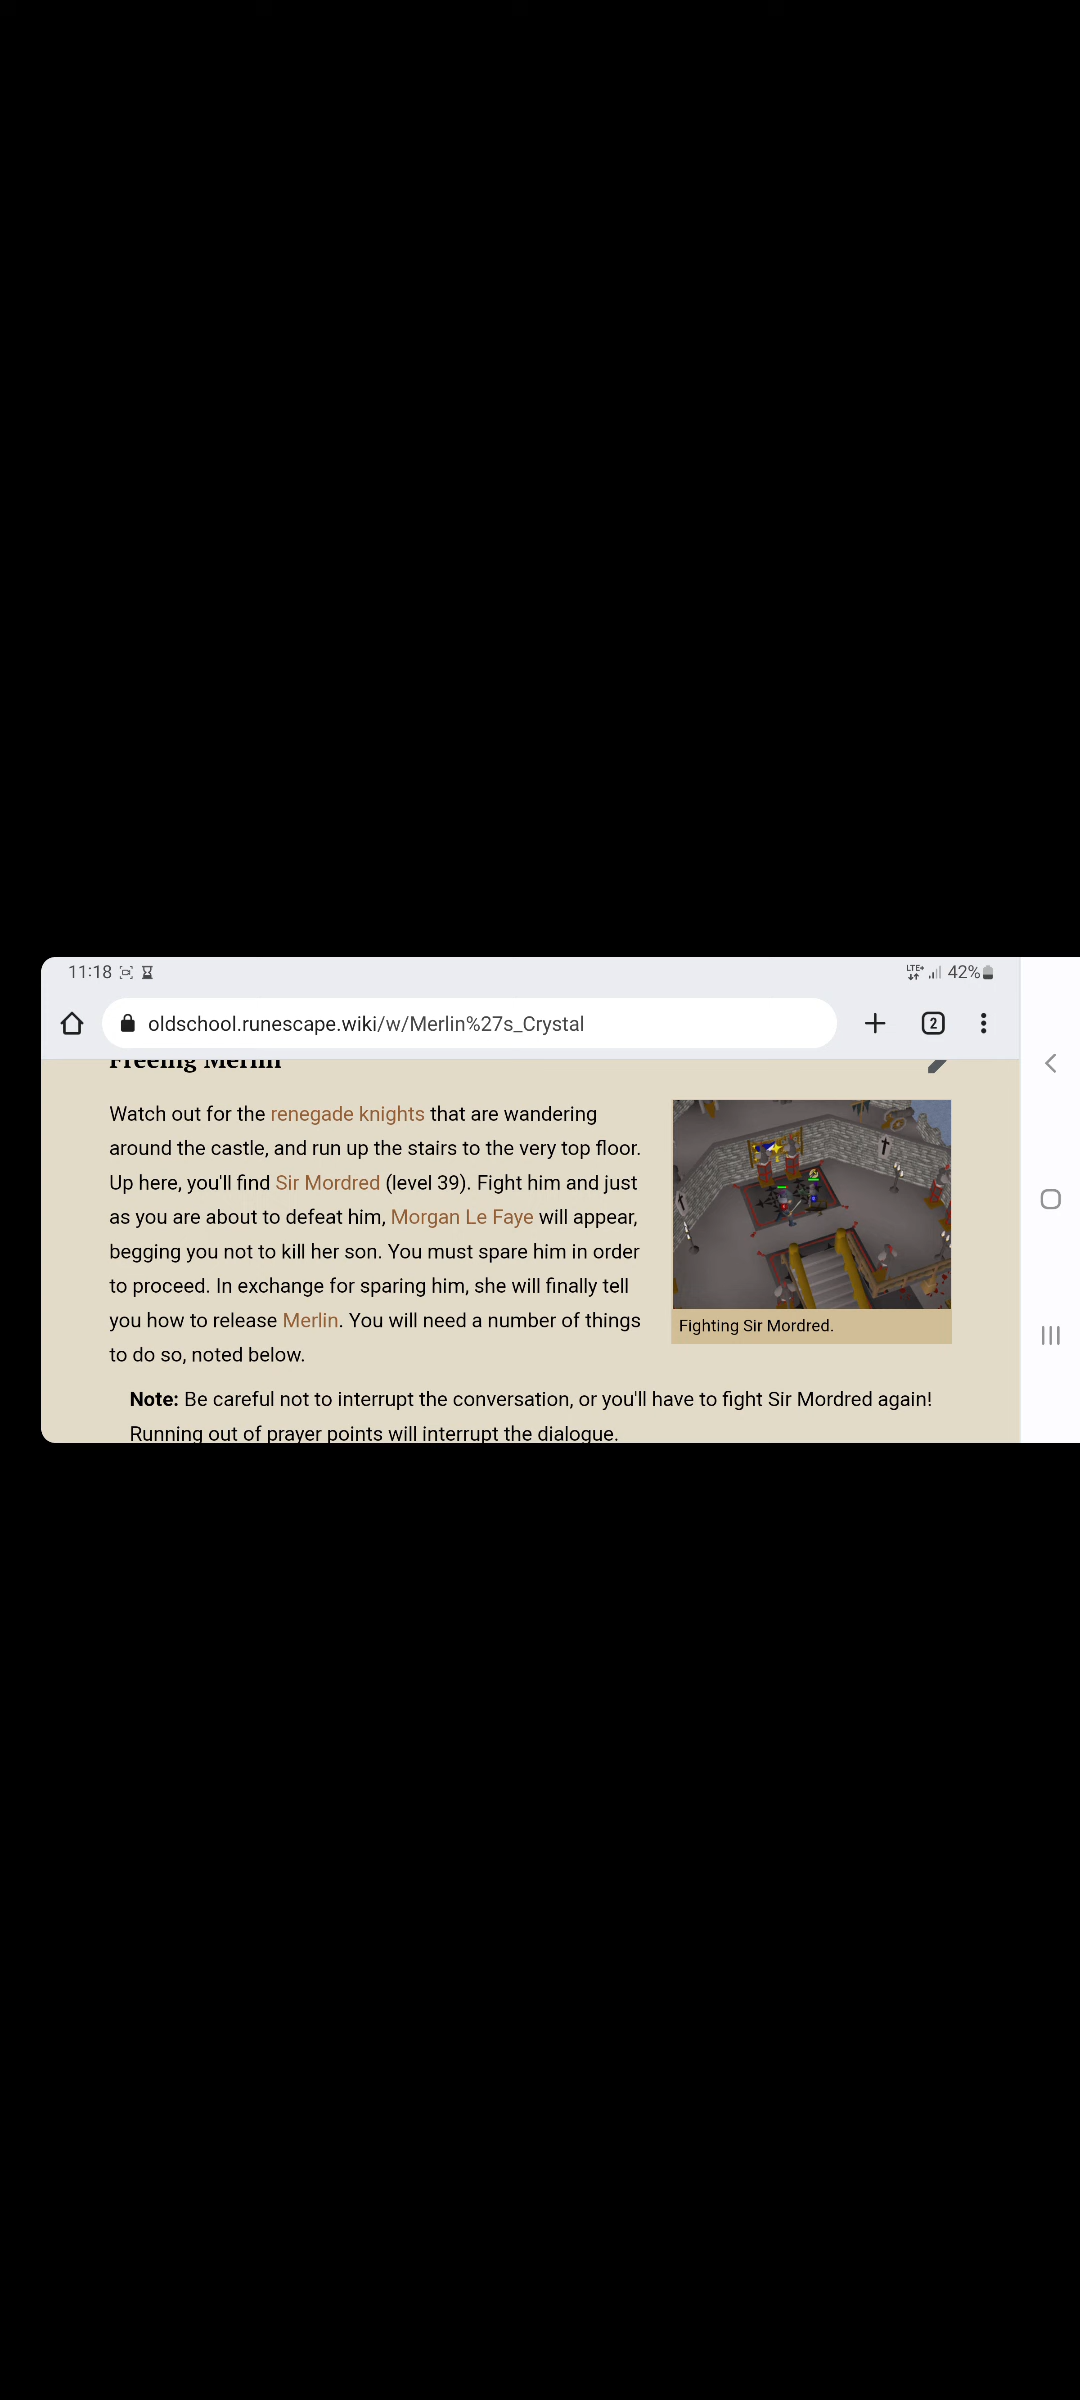 11:18
LTE+ 42%
oldschool.runescape.wiki/w/Merlin%27s_Crystal
2
Freeing Merlin
Watch out for the renegade knights that are wandering
around the castle, and run up the stairs to the very top floor.
Up here, you'll find Sir Mordred (level 39). Fight him and just
as you are about to defeat him, Morgan Le Faye will appear,
begging you not to kill her son. You must spare him in order
to proceed. In exchange for sparing him, she will finally tell
you how to release Merlin. You will need a number of things
to do so, noted below.
Fighting Sir Mordred.
Note: Be careful not to interrupt the conversation, or you'll have to fight Sir Mordred again!
Running out of prayer points will interrupt the dialogue.